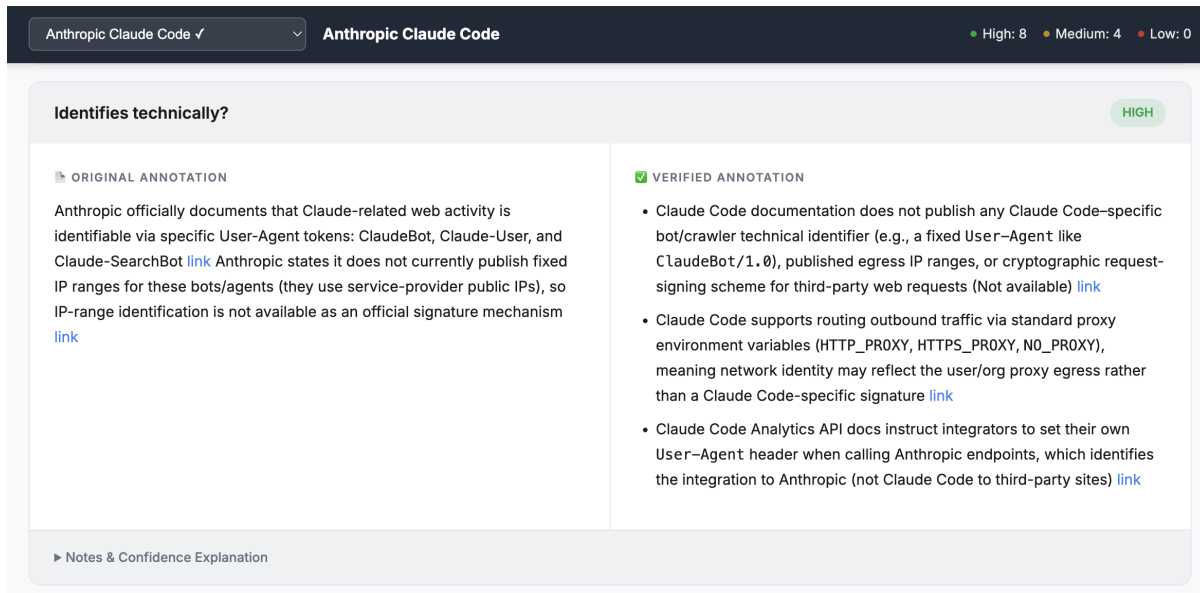 Anthropic Claude Code ✓
Anthropic Claude Code
High: 8
Medium: 4
Low: 0
Identifies technically?
HIGH
ORIGINAL ANNOTATION
Anthropic officially documents that Claude-related web activity is
identifiable via specific User-Agent tokens: ClaudeBot, Claude-User, and
Claude-SearchBot link Anthropic states it does not currently publish fixed
IP ranges for these bots/agents (they use service-provider public IPs), so
IP-range identification is not available as an official signature mechanism
link
✅ VERIFIED ANNOTATION
• Claude Code documentation does not publish any Claude Code–specific
bot/crawler technical identifier (e.g., a fixed User-Agent like
ClaudeBot/1.0), published egress IP ranges, or cryptographic request-
signing scheme for third-party web requests (Not available) link
• Claude Code supports routing outbound traffic via standard proxy
environment variables (HTTP_PROXY, HTTPS_PROXY, NO_PROXY),
meaning network identity may reflect the user/org proxy egress rather
than a Claude Code-specific signature link
• Claude Code Analytics API docs instruct integrators to set their own
User-Agent header when calling Anthropic endpoints, which identifies
the integration to Anthropic (not Claude Code to third-party sites) link
▶ Notes & Confidence Explanation